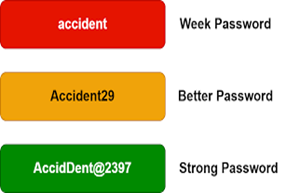 accident Week Password
Accident29 Better Password
AccidDent@2397 Strong Password